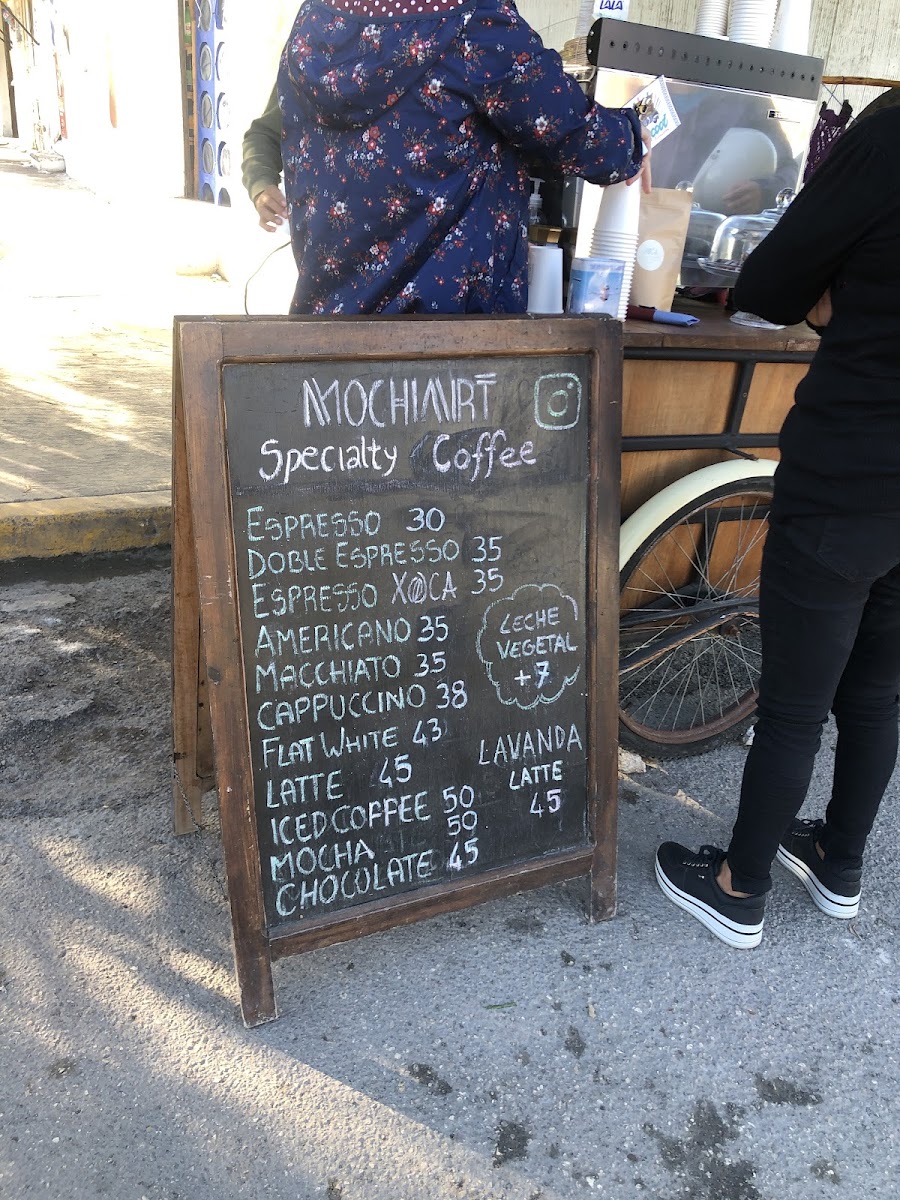 LALA
MOCHIART
Specialty Coffee
ESPRESSO 30
DOBLE ESPRESSO 35
ESPRESSO XOCA 35
AMERICANO 35
MACCHIATO 35
CAPPUCCINO 38
FLAT WHITE 43
LATTE 45
ICED COFFEE 50
MOCHA 50
CHOCOLATE 45
LECHE
VEGETAL
+7
LAVANDA
LATTE
45